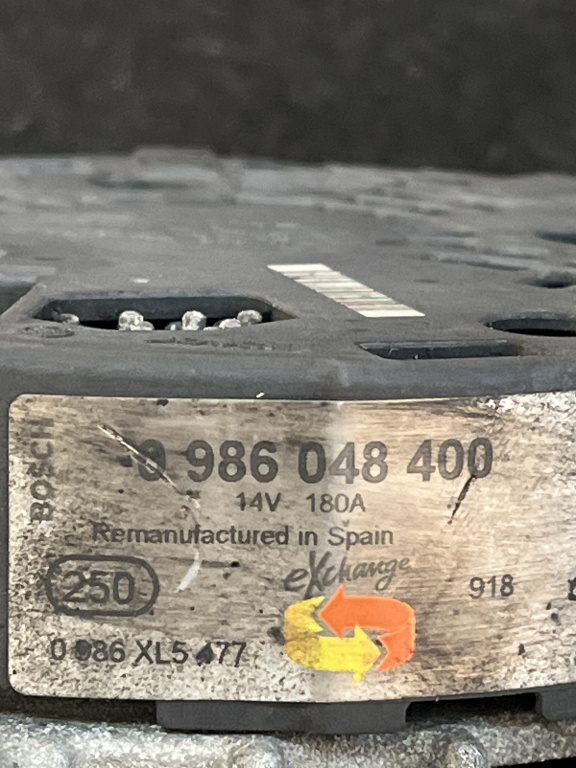 BOSCH
0 986 048 400
14V 180A
Remanufactured in Spain
eXchange
250
918
0 986 XL5 477